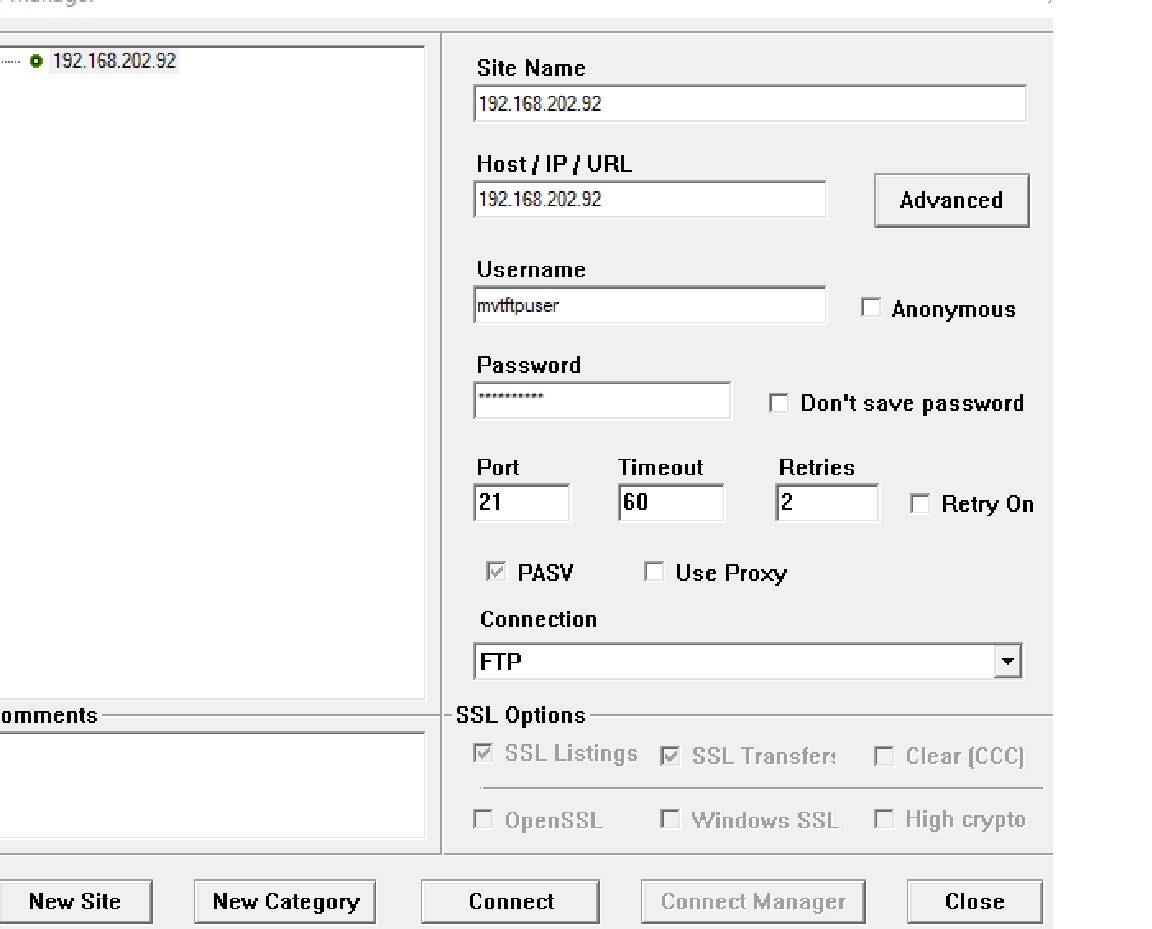 192.168.202.92
Site Name
192.168.202.92
Host / IP / URL
192.168.202.92
Advanced
Username
mvtftpuser
Anonymous
Password
**********
Don't save password
Port Timeout Retries
21 60 2 Retry On
PASV Use Proxy
Connection
FTP
omments
SSL Options
SSL Listings SSL Transfers Clear (CCC)
OpenSSL Windows SSL High crypto
New Site New Category Connect Connect Manager Close